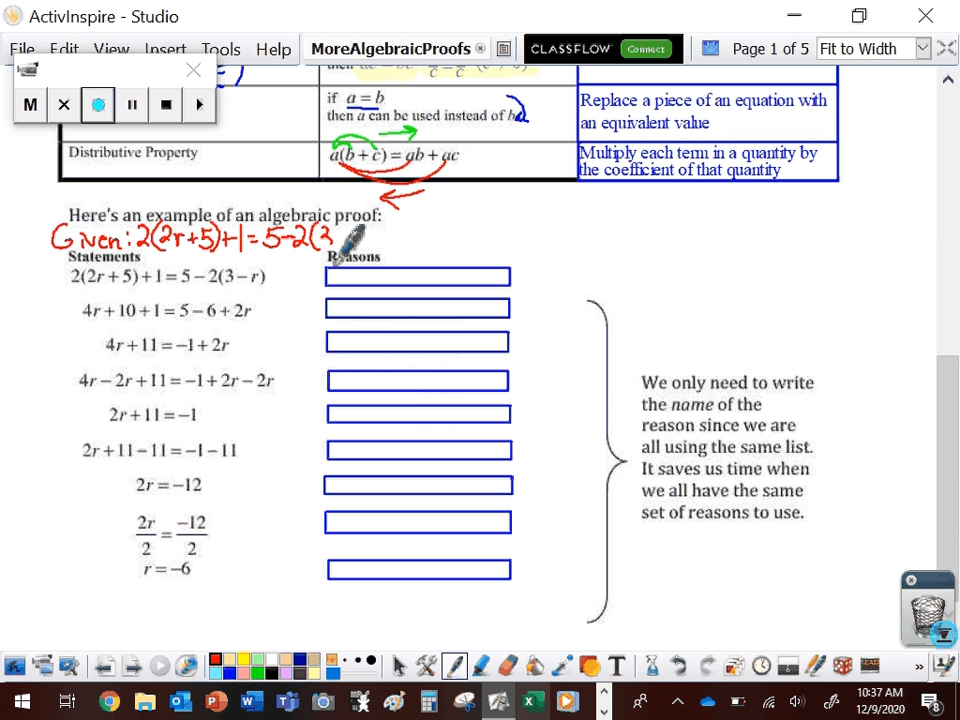 ActivInspire - Studio
File Edit View Insert Tools Help MoreAlgebraicProofs CLASSFLOW Connect Page 1 of 5 Fit to Width
M
if a = b
then a can be used instead of b
Replace a piece of an equation with
an equivalent value
Distributive Property
a(b + c) = ab + ac
Multiply each term in a quantity by
the coefficient of that quantity
Here's an example of an algebraic proof:
Given: 2(2r+5)+1=5-2(3
Statements Reasons
2(2r + 5) + 1 = 5 − 2(3 − r)
4r + 10 + 1 = 5 − 6 + 2r
4r + 11 = −1 + 2r
4r − 2r + 11 = −1 + 2r − 2r
2r + 11 = −1
2r + 11 − 11 = −1 − 11
2r = −12
2r/2 = −12/2
r = −6
We only need to write
the name of the
reason since we are
all using the same list.
It saves us time when
we all have the same
set of reasons to use.
10:37 AM
12/9/2020
8